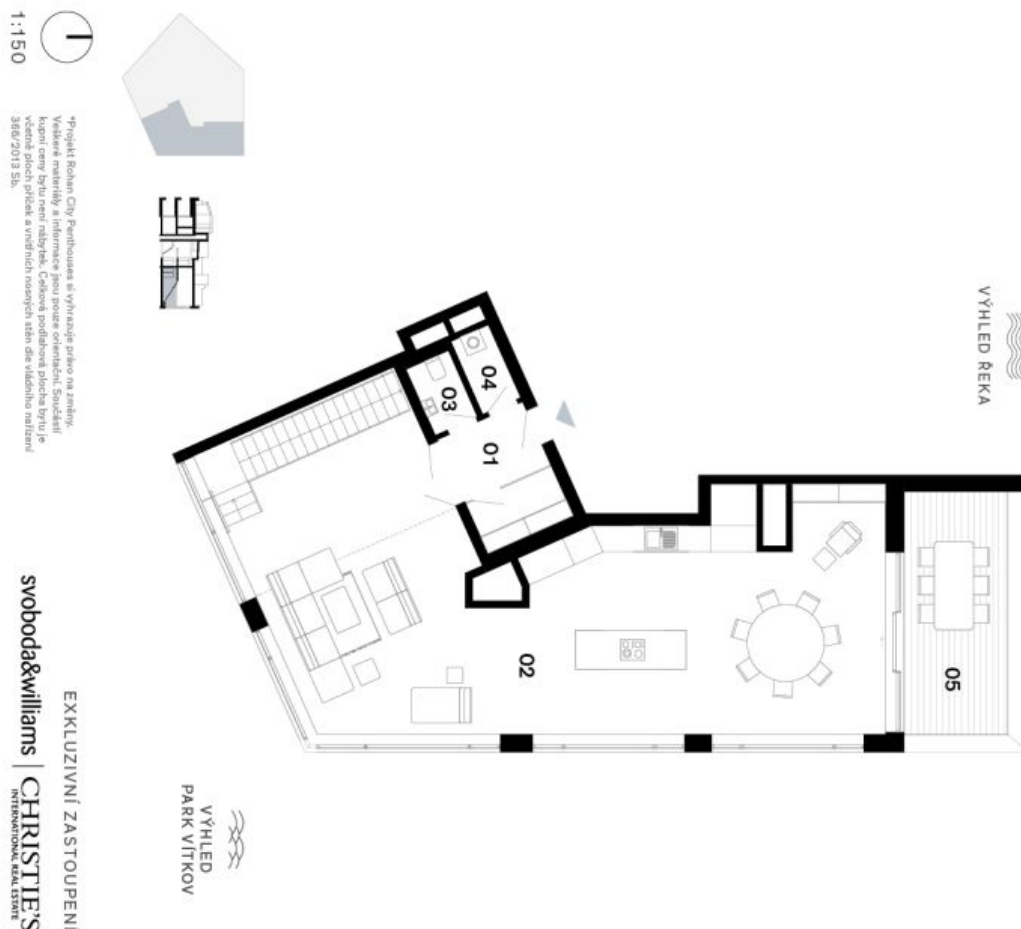 1:150
*Projekt Rohan City Penthouses si vyhrazuje právo na změny.
Veškeré materiály a informace jsou pouze orientační. Součástí
kupní ceny bytu není nábytek. Celková podlahová plocha bytu je
včetně ploch příček a vnitřních nosných stěn dle vládního nařízení
366/2013 Sb.
VÝHLED ŘEKA
04
03
01
02
05
VÝHLED
PARK VÍTKOV
EXKLUZIVNÍ ZASTOUPENÍ
svoboda&williams | CHRISTIE'S
INTERNATIONAL REAL ESTATE